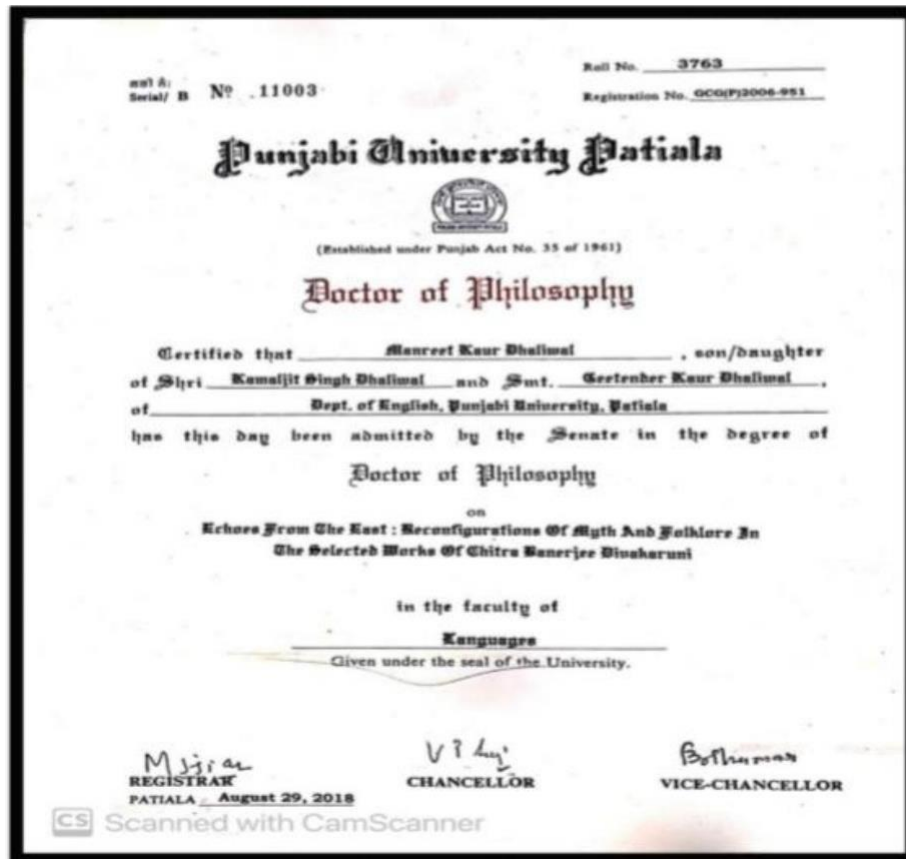 Roll No. 3763
Serial/ B Nº .11003
Registration No. GCG(P)2006-951
Punjabi University Patiala
(Established under Punjab Act No. 35 of 1961)
Doctor of Philosophy
Certified that Manreet Kaur Dhaliwal , son/daughter
of Shri Kamaljit Singh Dhaliwal and Smt. Geetender Kaur Dhaliwal ,
of Dept. of English, Punjabi University, Patiala
has this day been admitted by the Senate in the degree of
Doctor of Philosophy
on
Echoes From The East : Reconfigurations Of Myth And Folklore In
The Selected Works Of Chitra Banerjee Divakaruni
in the faculty of
Languages
Given under the seal of the University.
REGISTRAR CHANCELLOR VICE-CHANCELLOR
PATIALA August 29, 2018
CS Scanned with CamScanner